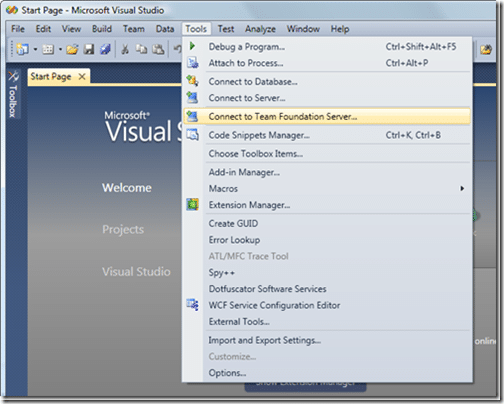 Start Page - Microsoft Visual Studio
File Edit View Build Team Data Tools Test Analyze Window Help
Start Page
Toolbox
Microsoft®
Visual S
Welcome
Projects
Visual Studio
Debug a Program... Ctrl+Shift+Alt+F5
Attach to Process... Ctrl+Alt+P
Connect to Database...
Connect to Server...
Connect to Team Foundation Server...
Code Snippets Manager... Ctrl+K, Ctrl+B
Choose Toolbox Items...
Add-in Manager...
Macros
Extension Manager...
Create GUID
Error Lookup
ATL/MFC Trace Tool
Spy++
Dotfuscator Software Services
WCF Service Configuration Editor
External Tools...
Import and Export Settings...
online
Customize...
Options...
Show Extension Manager